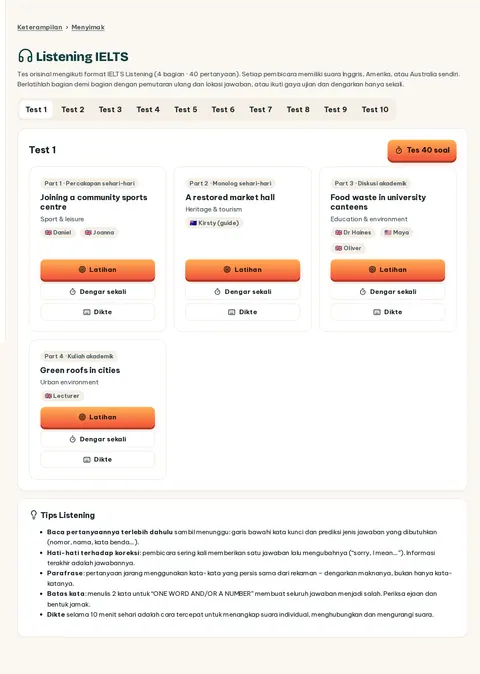 Keterampilan › Menyimak
Listening IELTS
Tes orisinal mengikuti format IELTS Listening (4 bagian · 40 pertanyaan). Setiap pembicara memiliki suara Inggris, Amerika, atau Australia sendiri.
Berlatihlah bagian demi bagian dengan pemutaran ulang dan lokasi jawaban, atau ikuti gaya ujian dan dengarkan hanya sekali.
Test 1 Test 2 Test 3 Test 4 Test 5 Test 6 Test 7 Test 8 Test 9 Test 10
Test 1
Tes 40 soal
Part 1 · Percakapan sehari-hari
Joining a community sports
centre
Sport & leisure
Daniel Joanna
Latihan
Dengar sekali
Dikte
Part 2 · Monolog sehari-hari
A restored market hall
Heritage & tourism
Kirsty (guide)
Latihan
Dengar sekali
Dikte
Part 3 · Diskusi akademik
Food waste in university
canteens
Education & environment
Dr Haines Maya
Oliver
Latihan
Dengar sekali
Dikte
Part 4 · Kuliah akademik
Green roofs in cities
Urban environment
Lecturer
Latihan
Dengar sekali
Dikte
Tips Listening
• Baca pertanyaannya terlebih dahulu sambil menunggu: garis bawahi kata kunci dan prediksi jenis jawaban yang dibutuhkan
(nomor, nama, kata benda...).
• Hati-hati terhadap koreksi: pembicara sering kali memberikan satu jawaban lalu mengubahnya ("sorry, I mean..."). Informasi
terakhir adalah jawabannya.
• Parafrase: pertanyaan jarang menggunakan kata-kata yang persis sama dari rekaman – dengarkan maknanya, bukan hanya kata-
katanya.
• Batas kata: menulis 2 kata untuk "ONE WORD AND/OR A NUMBER" membuat seluruh jawaban menjadi salah. Periksa ejaan dan
bentuk jamak.
• Dikte selama 10 menit sehari adalah cara tercepat untuk menangkap suara individual, menghubungkan dan mengurangi suara.